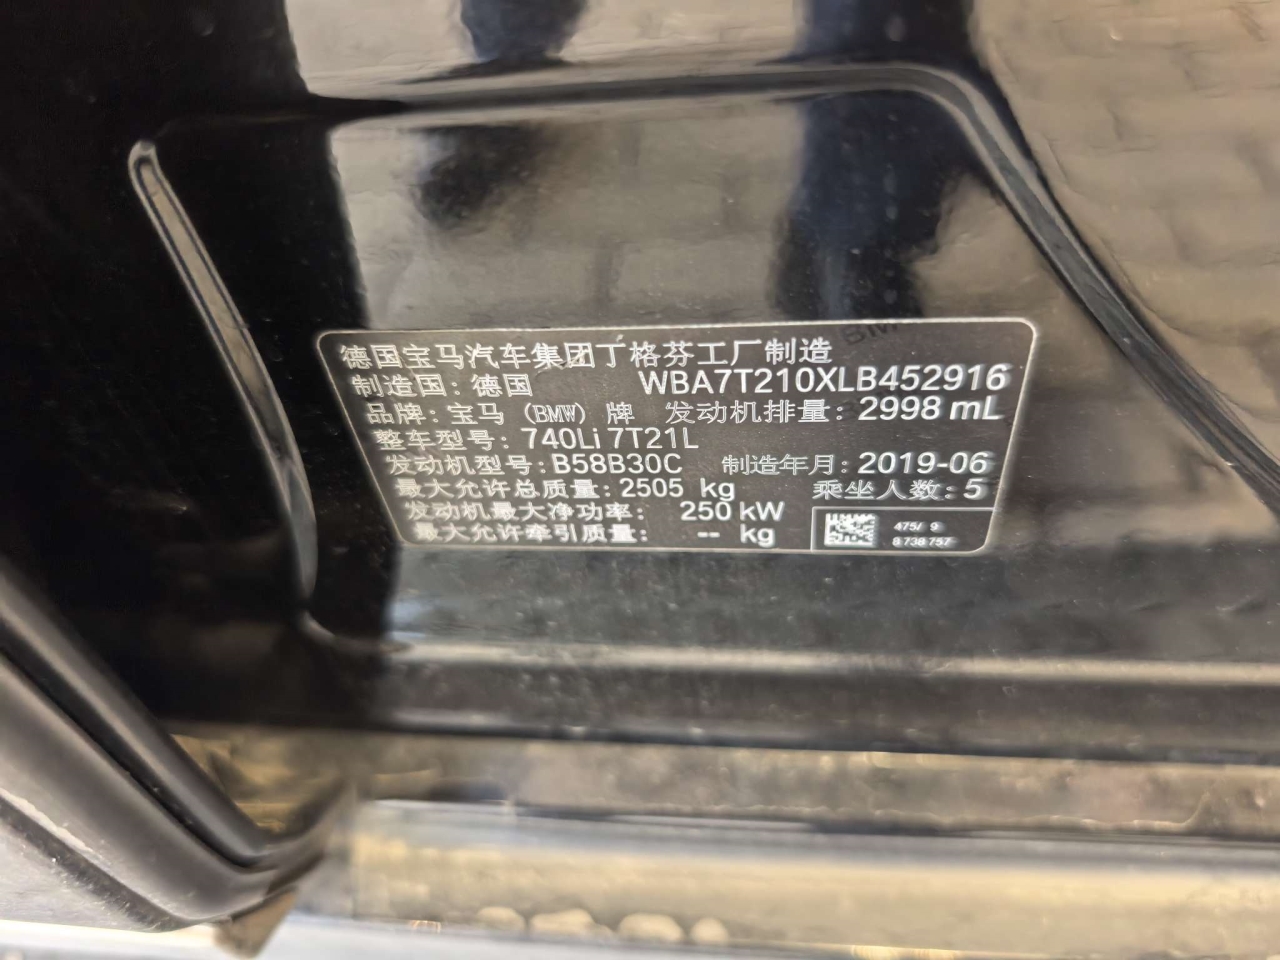 德国宝马汽车集团丁格芬工厂制造
制造国：德国 WBA7T210XLB452916
品牌：宝马（BMW）牌 发动机排量：2998 mL
整车型号：740Li 7T21L
发动机型号：B58B30C 制造年月：2019-06
最大允许总质量：2505 kg 乘坐人数：5
发动机最大净功率： 250 kW
最大允许牵引质量： -- kg
475/ 9
8 738 757